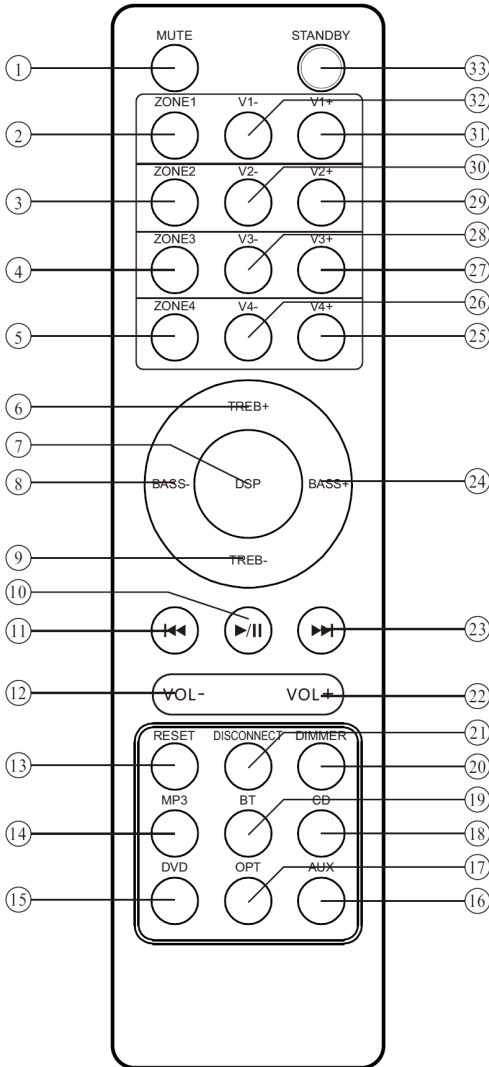 MUTE STANDBY
1 33
32
ZONE1 V1- V1+
2 31
30
ZONE2 V2- V2+
3 29
28
ZONE3 V3- V3+
4 27
26
ZONE4 V4- V4+
5 25
6 TREB+
7
8 BASS- DSP BASS+ 24
9 TREB-
10
11 ⏮ ▶/II ⏭ 23
12 VOL- VOL+ 22
RESET DISCONNECT DIMMER 21
13 20
MP3 BT CD 19
14 18
DVD OPT AUX 17
15 16